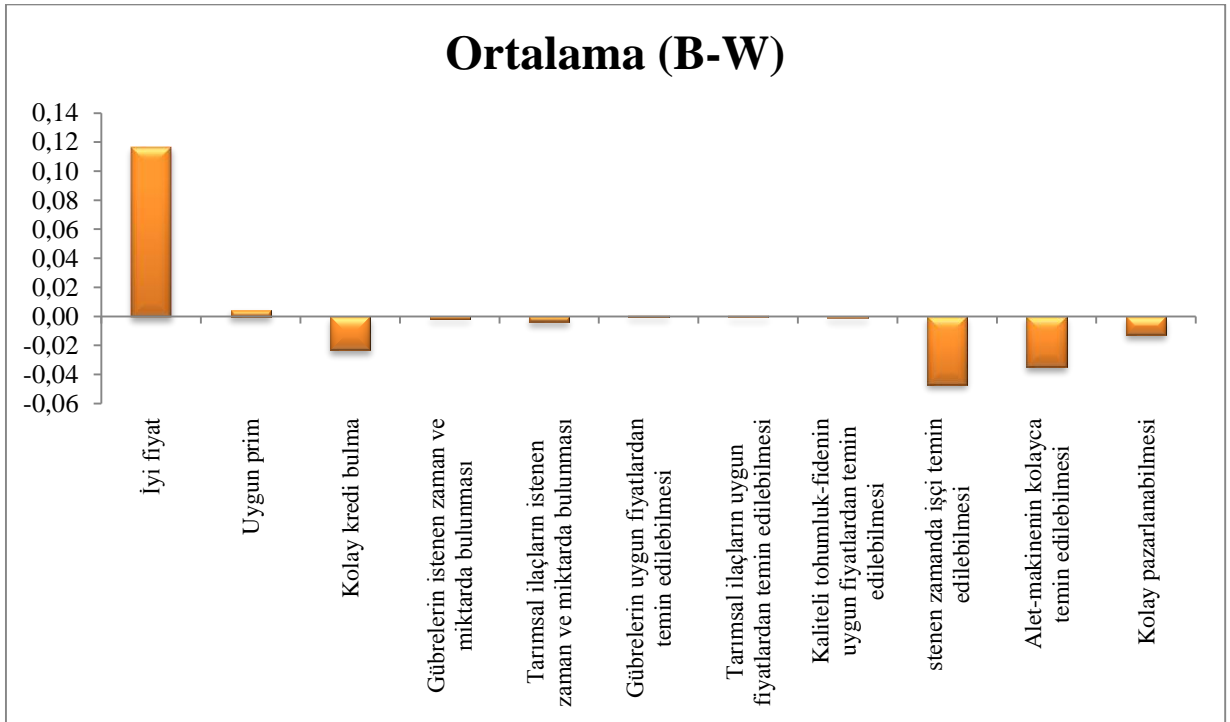 Ortalama (B-W)
0,14
0,12
0,10
0,08
0,06
0,04
0,02
0,00
-0,02
-0,04
-0,06
İyi fiyat
Uygun prim
Kolay kredi bulma
Gübrelerin istenen zaman ve
miktarda bulunması
Tarımsal ilaçların istenen
zaman ve miktarda bulunması
Gübrelerin uygun fiyatlardan
temin edilebilmesi
Tarımsal ilaçların uygun
fiyatlardan temin edilebilmesi
Kaliteli tohumluk-fidenin
uygun fiyatlardan temin
edilebilmesi
stenen zamanda işçi temin
edilebilmesi
Alet-makinenin kolayca
temin edilebilmesi
Kolay pazarlanabilmesi